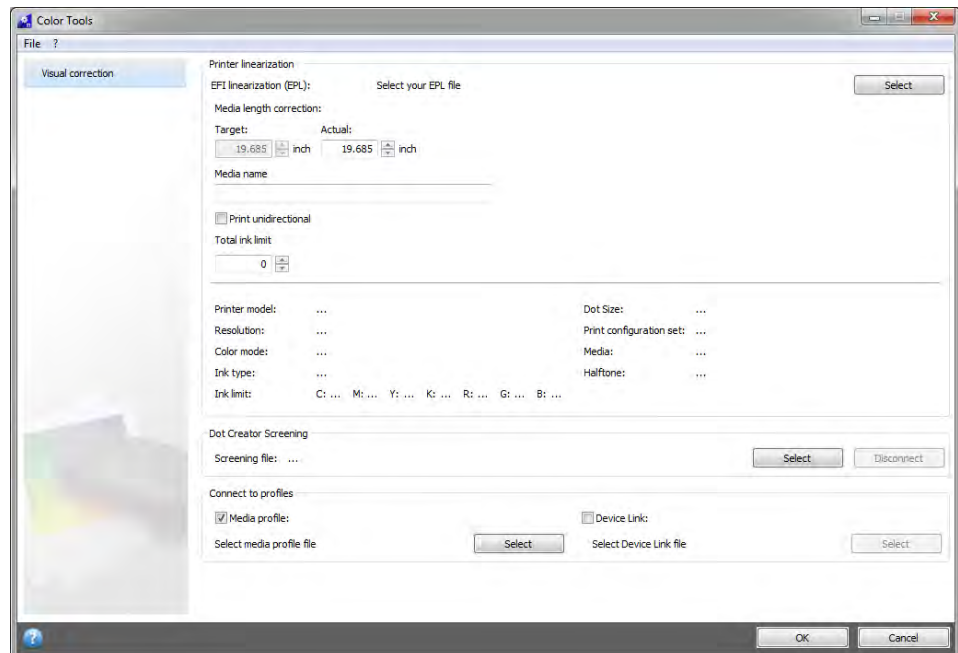 Color Tools
File ?
Visual correction
Printer linearization
EFI linearization (EPL): Select your EPL file Select
Media length correction:
Target: Actual:
19.685 inch 19.685 inch
Media name
Print unidirectional
Total ink limit
0
Printer model: ... Dot Size: ...
Resolution: ... Print configuration set: ...
Color mode: ... Media: ...
Ink type: ... Halftone: ...
Ink limit: C: ... M: ... Y: ... K: ... R: ... G: ... B: ...
Dot Creator Screening
Screening file: ... Select Disconnect
Connect to profiles
Media profile: Device Link:
Select media profile file Select Select Device Link file Select
? OK Cancel